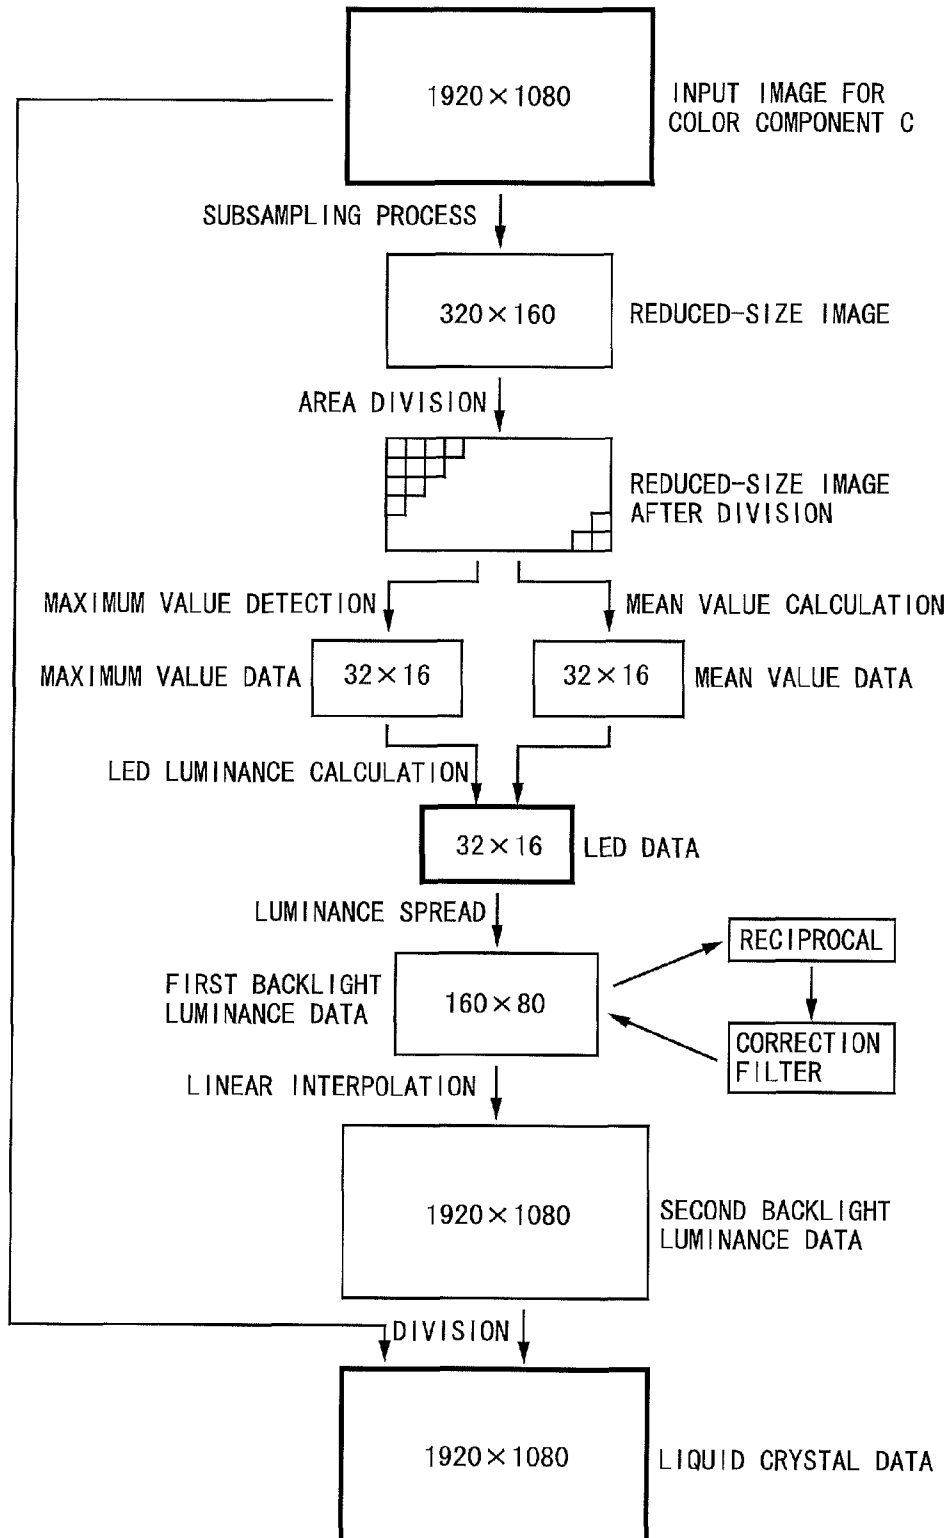 1920×1080
INPUT IMAGE FOR
COLOR COMPONENT C
SUBSAMPLING PROCESS
320×160
REDUCED-SIZE IMAGE
AREA DIVISION
REDUCED-SIZE IMAGE
AFTER DIVISION
MAXIMUM VALUE DETECTION
MEAN VALUE CALCULATION
MAXIMUM VALUE DATA
32×16
32×16
MEAN VALUE DATA
LED LUMINANCE CALCULATION
32×16
LED DATA
LUMINANCE SPREAD
FIRST BACKLIGHT
LUMINANCE DATA
160×80
RECIPROCAL
CORRECTION
FILTER
LINEAR INTERPOLATION
1920×1080
SECOND BACKLIGHT
LUMINANCE DATA
DIVISION
1920×1080
LIQUID CRYSTAL DATA